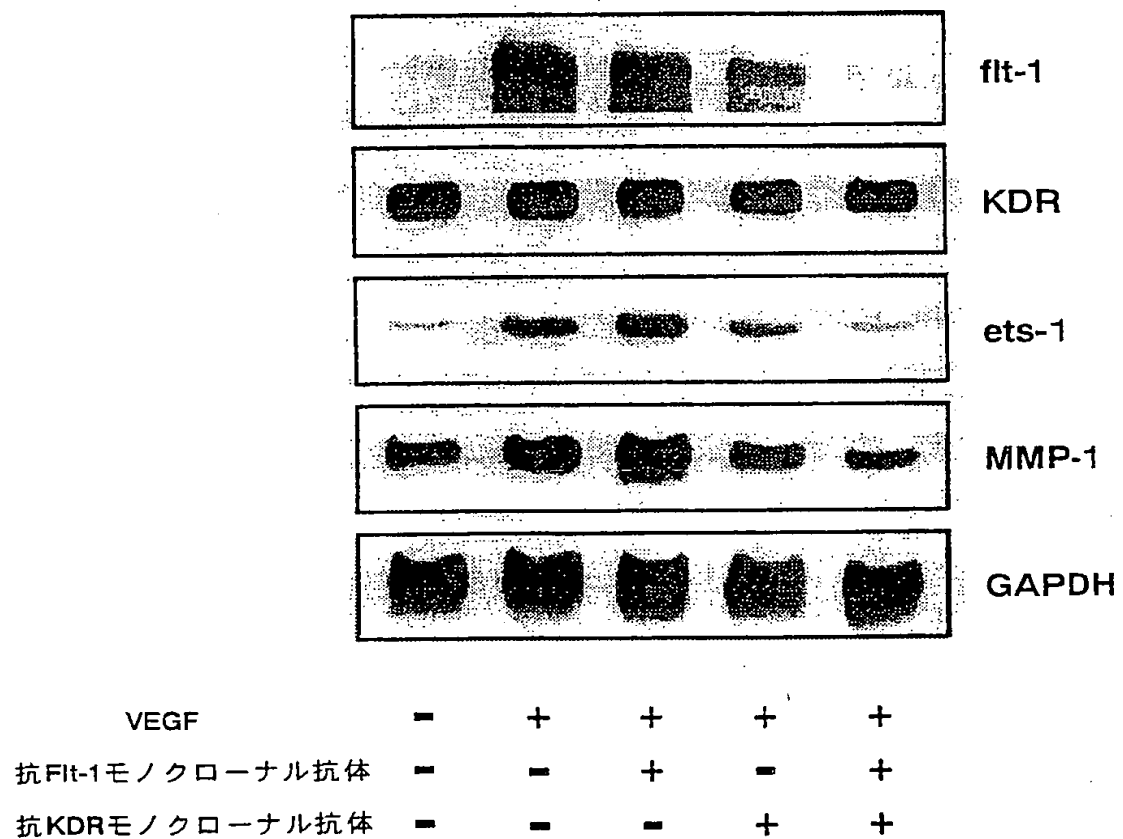 flt-1
KDR
ets-1
MMP-1
GAPDH
VEGF - + + + +
抗Flt-1モノクローナル抗体 - - + - +
抗KDRモノクローナル抗体 - - - + +